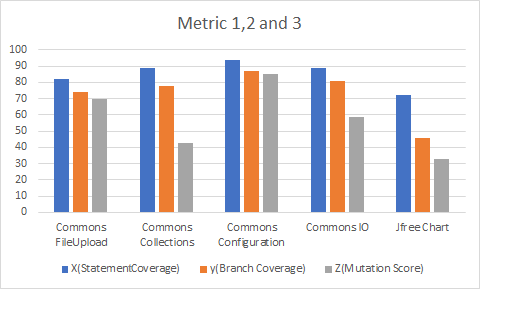 Metric 1,2 and 3
100
90
80
70
60
50
40
30
20
10
0
Commons FileUpload
Commons Collections
Commons Configuration
Commons IO
Jfree Chart
X(StatementCoverage)
y(Branch Coverage)
Z(Mutation Score)